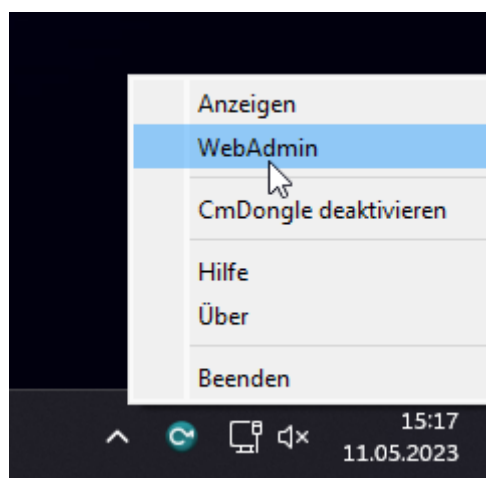 Anzeigen
WebAdmin
CmDongle deaktivieren
Hilfe
Über
Beenden
15:17
11.05.2023